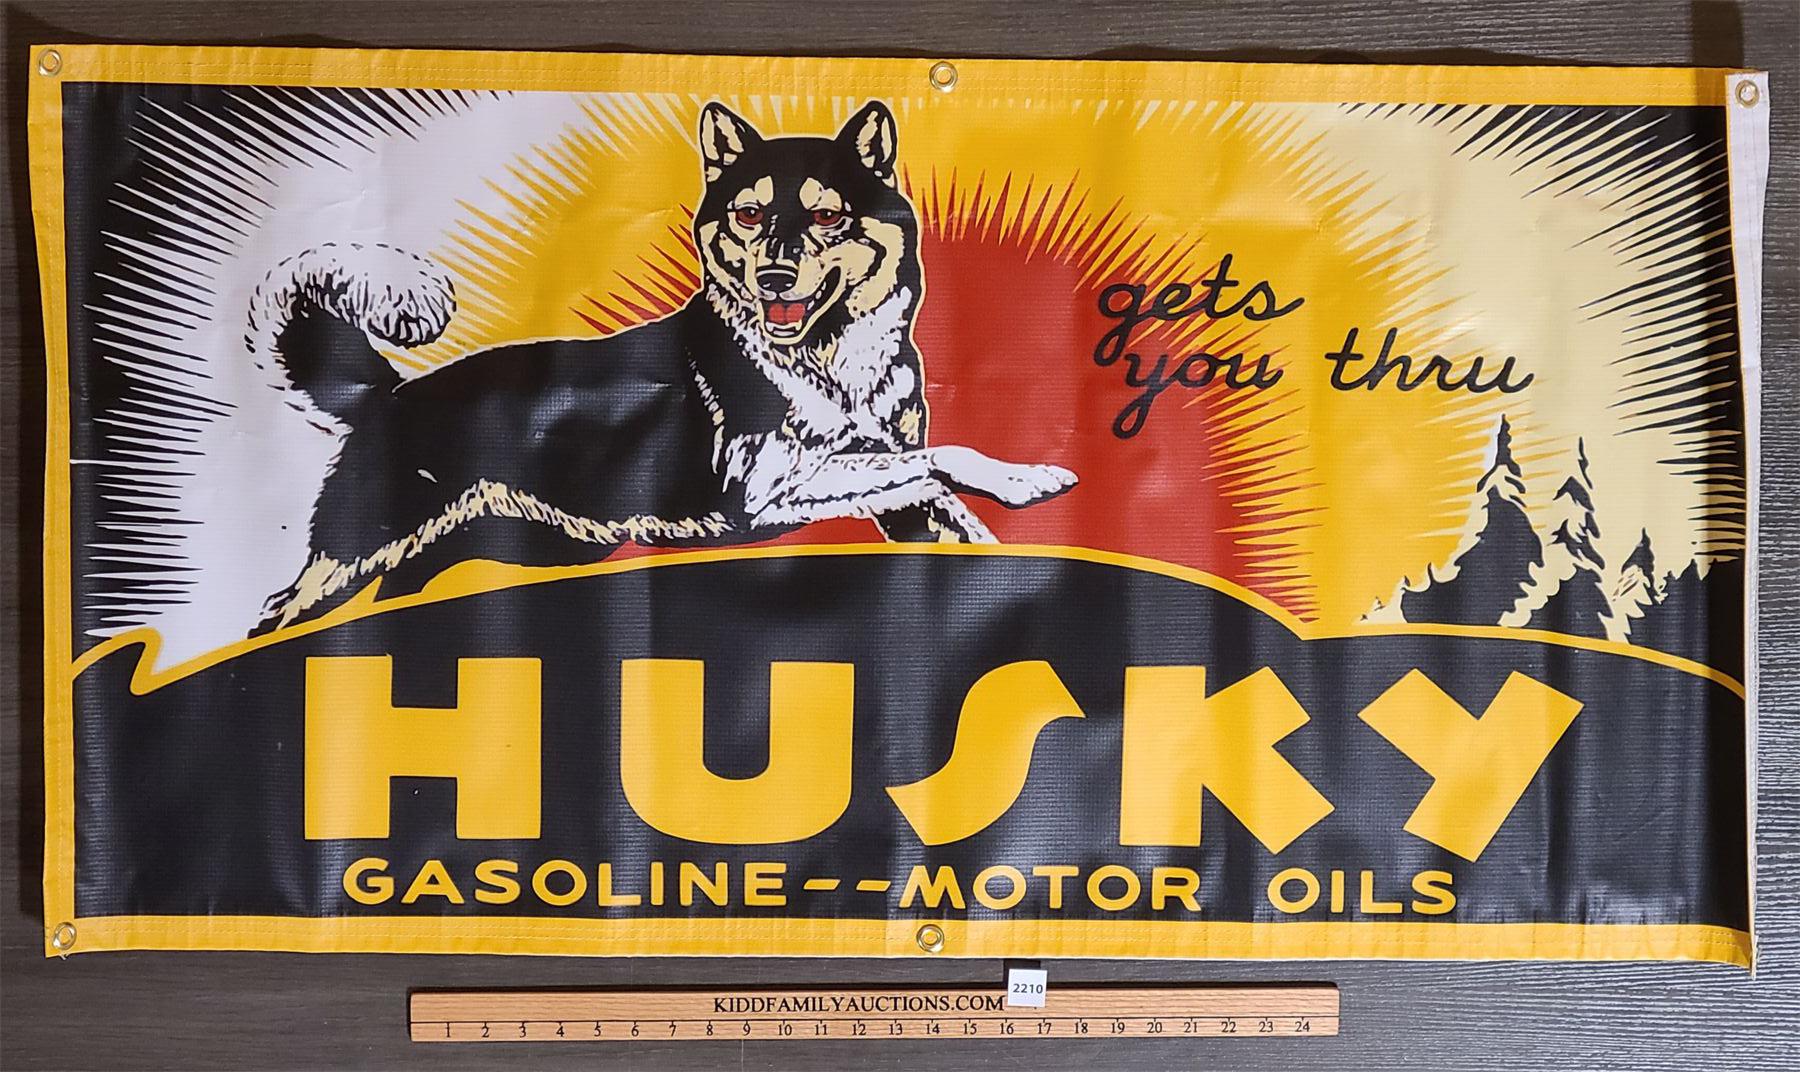 gets
you thru
HUSKY
GASOLINE--MOTOR OILS
2210
KIDDFAMILYAUCTIONS.COM
1 2 3 4 5 6 7 8 9 10 11 12 13 14 15 16 17 18 19 20 21 22 23 24